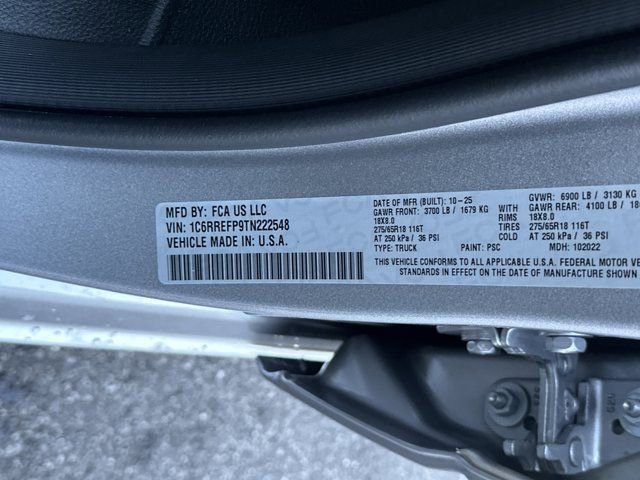 MFD BY: FCA US LLC
VIN: 1C6RREFP9TN222548
VEHICLE MADE IN U.S.A.
DATE OF MFR (BUILT): 10-25
GAWR FRONT: 3700 LB / 1679 KG
18X8.0
275/65R18 116T
AT 250 kPa / 36 PSI
TYPE: TRUCK PAINT: PSC MDH: 102022
WITH
RIMS
TIRES
GVWR: 6900 LB / 3130 KG
GAWR REAR: 4100 LB
18X8.0
275/65R18 116T
AT 250 kPa / 36 PSI
THIS VEHICLE CONFORMS TO ALL APPLICABLE U.S.A. FEDERAL MOTOR
STANDARDS IN EFFECT ON THE DATE OF MANUFACTURE SHOWN